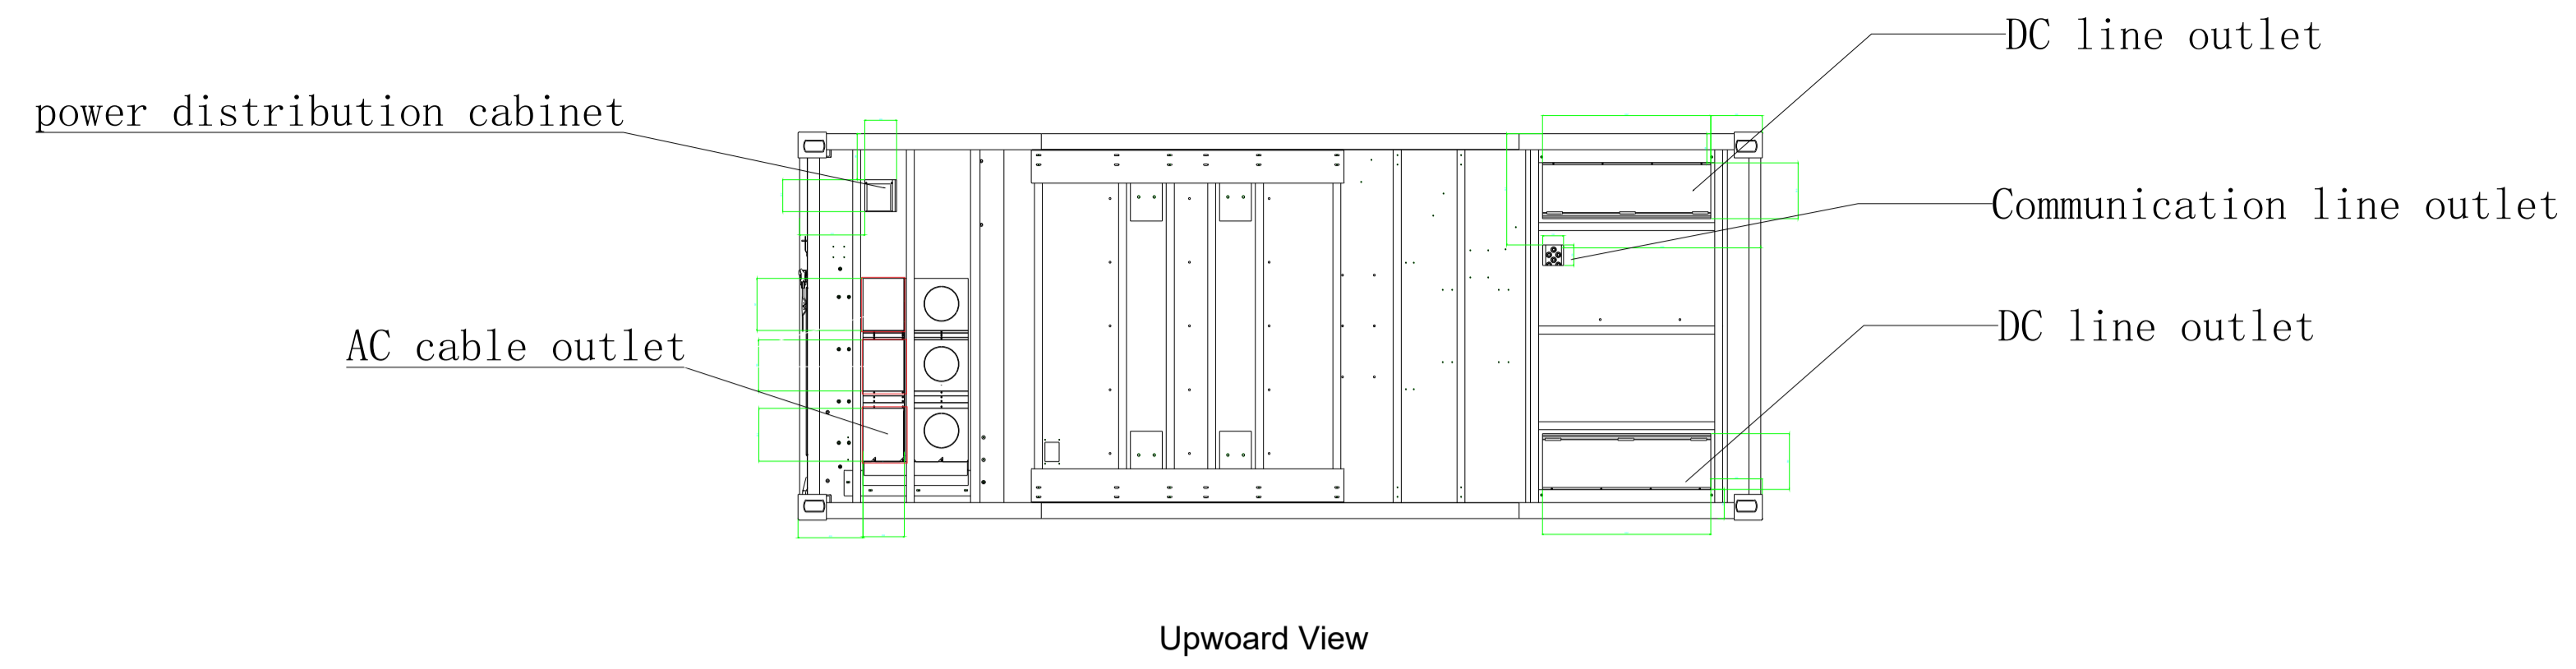 DC line outlet
power distribution cabinet
Communication line outlet
DC line outlet
AC cable outlet
Upwoard View